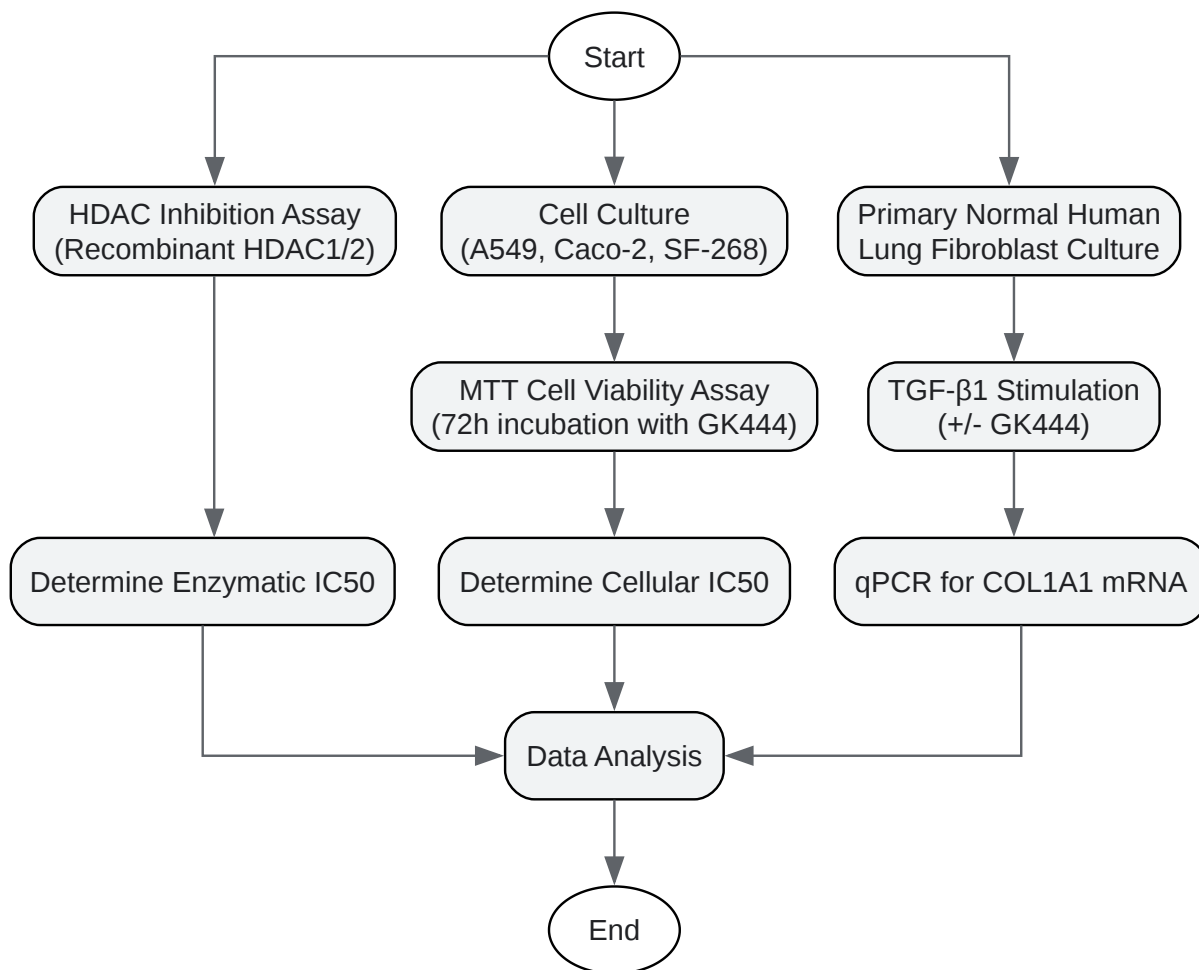 Start
HDAC Inhibition Assay
(Recombinant HDAC1/2)
Cell Culture
(A549, Caco-2, SF-268)
Primary Normal Human
Lung Fibroblast Culture
MTT Cell Viability Assay
(72h incubation with GK444)
TGF-β1 Stimulation
(+/- GK444)
Determine Enzymatic IC50
Determine Cellular IC50
qPCR for COL1A1 mRNA
Data Analysis
End